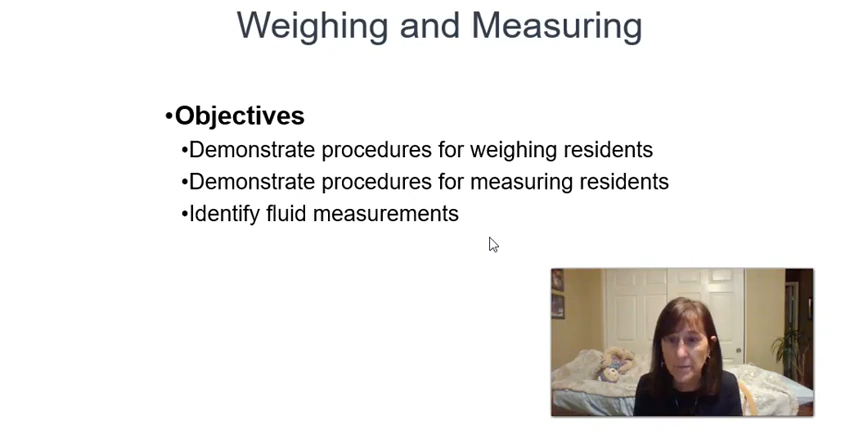 Weighing and Measuring
•Objectives
•Demonstrate procedures for weighing residents
•Demonstrate procedures for measuring residents
•Identify fluid measurements